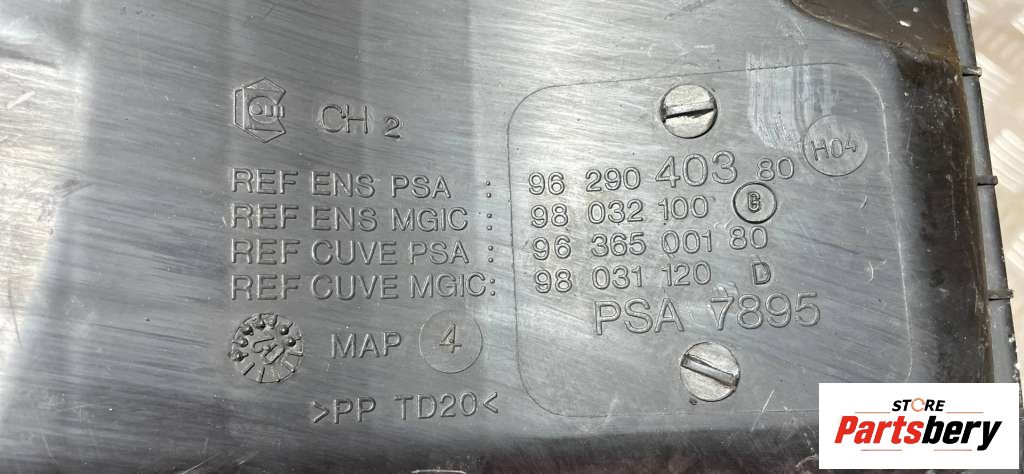 CH 2
H04
REF ENS PSA : 96 290 403 80
REF ENS MGIC : 98 032 100
REF CUVE PSA : 96 365 001 80
REF CUVE MGIC: 98 031 120 D
PSA 7895
MAP 4
>PP TD20<
STORE
Partsbery